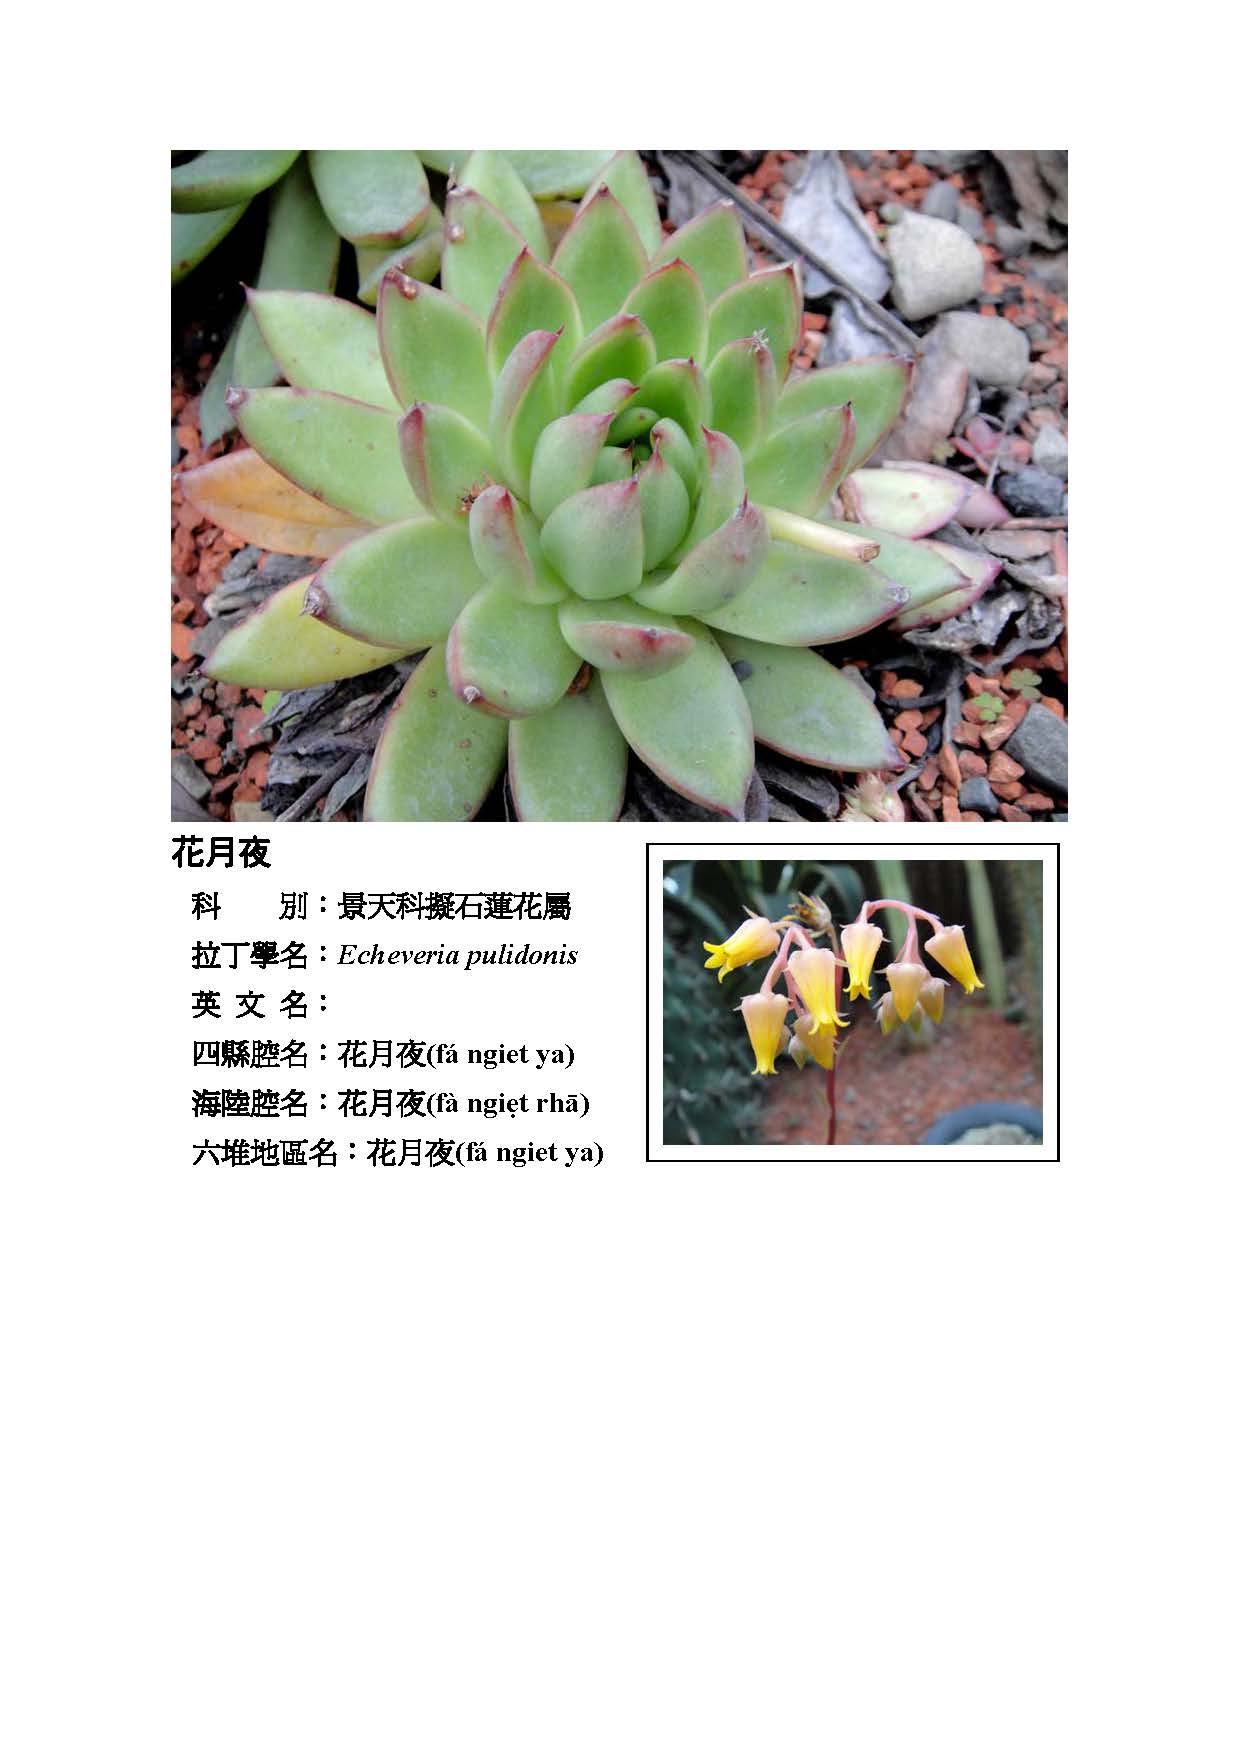 花月夜
科　　別：景天科擬石蓮花屬
拉丁學名：Echeveria pulidonis
英 文 名：
四縣腔名：花月夜(fá ngiet ya)
海陸腔名：花月夜(fà ngiẹt rhā)
六堆地區名：花月夜(fá ngiet ya)